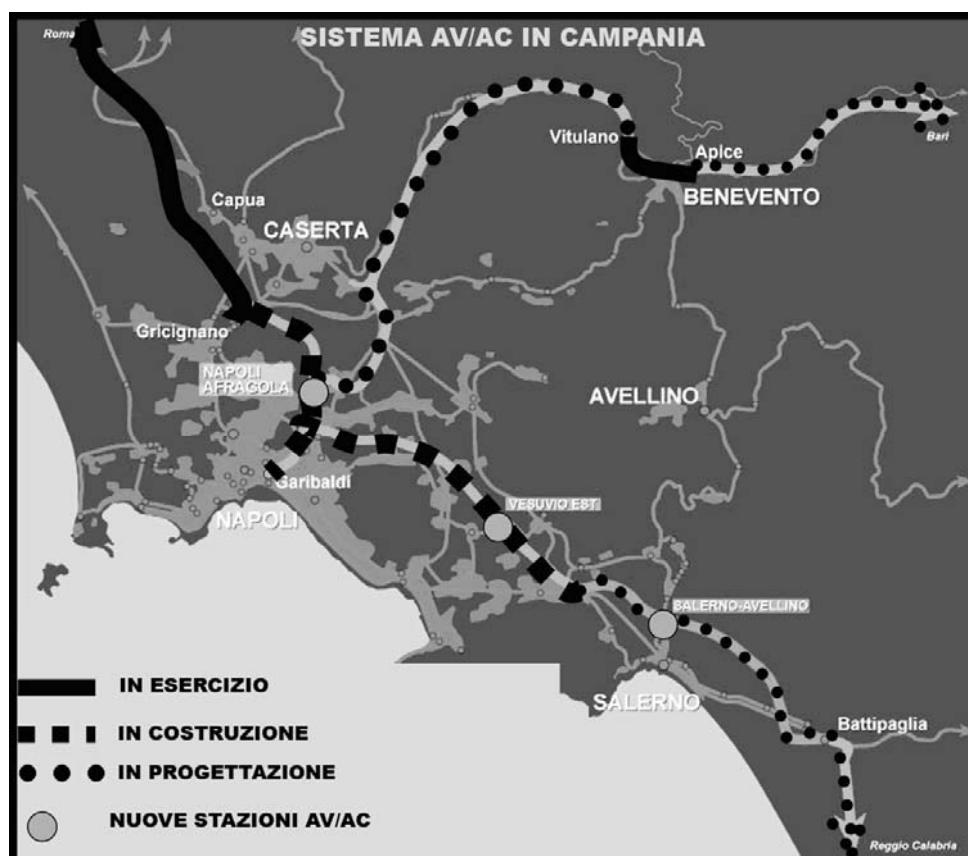 SISTEMA AV/AC IN CAMPANIA
Roma
Vitulano
Apice
Bari
BENEVENTO
Capua
CASERTA
Gricignano
NAPOLI
AFRAGOLA
AVELLINO
Garibaldi
NAPOLI
VESUVIO EST
SALERNO-AVELLINO
SALERNO
Battipaglia
IN ESERCIZIO
IN COSTRUZIONE
IN PROGETTAZIONE
NUOVE STAZIONI AV/AC
Reggio Calabria